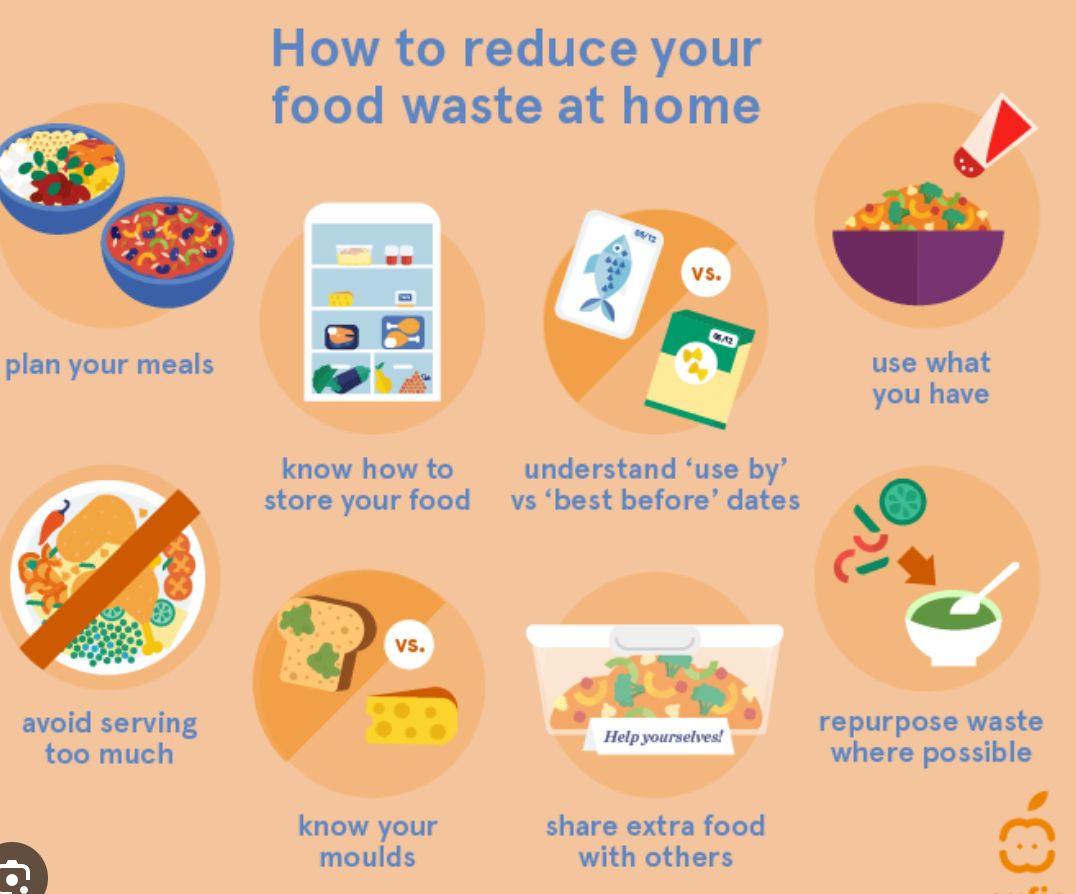 How to reduce your
food waste at home
plan your meals
know how to
store your food
05/12
vs.
understand ‘use by’
vs ‘best before’ dates
use what
you have
avoid serving
too much
vs.
know your
moulds
Help yourselves!
share extra food
with others
repurpose waste
where possible